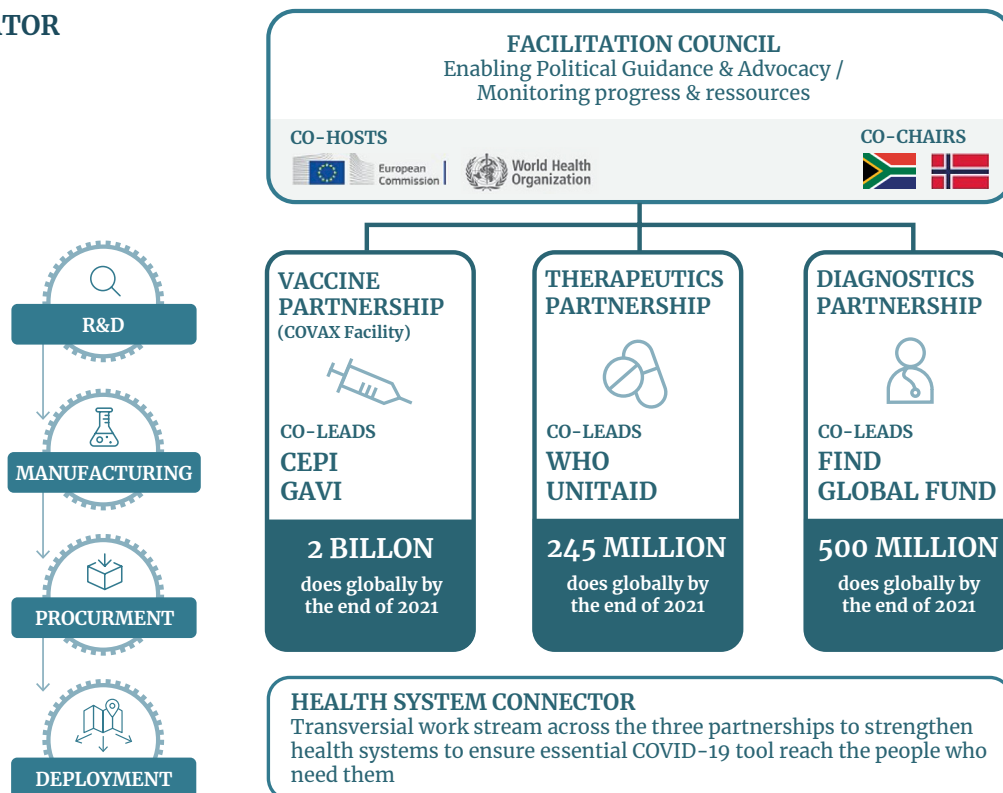 ATOR
FACILITATION COUNCIL
Enabling Political Guidance & Advocacy /
Monitoring progress & ressources
CO-HOSTS
CO-CHAIRS
European
Commission
World Health
Organization
R&D
MANUFACTURING
PROCURMENT
DEPLOYMENT
VACCINE
PARTNERSHIP
(COVAX Facility)
CO-LEADS
CEPI
GAVI
2 BILLON
does globally by
the end of 2021
THERAPEUTICS
PARTNERSHIP
CO-LEADS
WHO
UNITAID
245 MILLION
does globally by
the end of 2021
DIAGNOSTICS
PARTNERSHIP
CO-LEADS
FIND
GLOBAL FUND
500 MILLION
does globally by
the end of 2021
HEALTH SYSTEM CONNECTOR
Transversial work stream across the three partnerships to strengthen
health systems to ensure essential COVID-19 tool reach the people who
need them